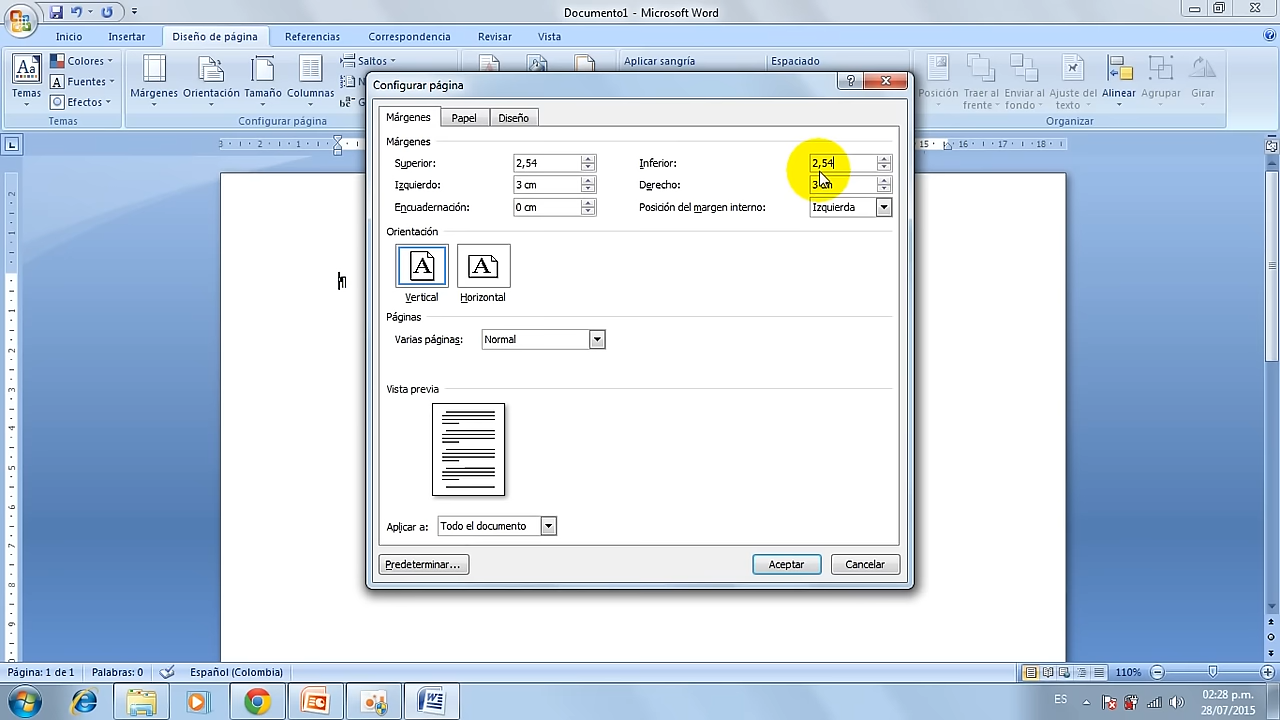 Documento1 - Microsoft Word
Inicio Insertar Diseño de página Referencias Correspondencia Revisar Vista
Aa Colores Saltos Aplicar sangría Espaciado
A Fuentes
Efectos
Temas Márgenes Orientación Tamaño Columnas Posición Traer al frente Enviar al fondo Ajuste del texto Alinear Agrupar Girar
Temas Configurar página Organizar
Configurar página
Márgenes Papel Diseño
Márgenes
Superior: 2,54 Inferior: 2,54
Izquierdo: 3 cm Derecho: 3 cm
Encuadernación: 0 cm Posición del margen interno: Izquierda
Orientación
A A
Vertical Horizontal
Páginas
Varias páginas: Normal
Vista previa
Aplicar a: Todo el documento
Predeterminar... Aceptar Cancelar
Página: 1 de 1 Palabras: 0 Español (Colombia) 110%
ES 02:28 p.m.
28/07/2015